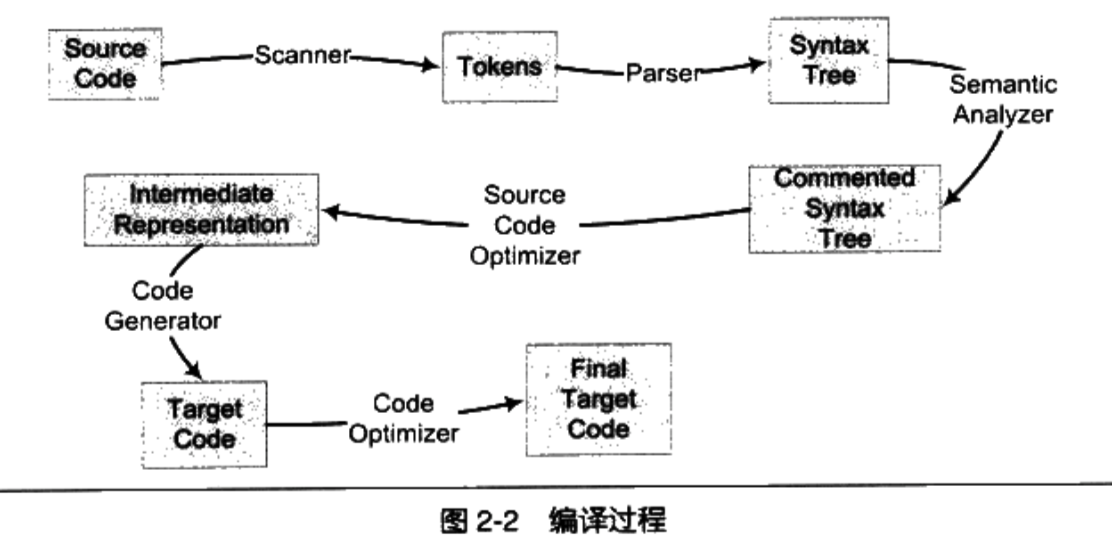 Source
Code
Scanner
Tokens
Parser
Syntax
Tree
Semantic
Analyzer
Commented
Syntax
Tree
Source
Code
Optimizer
Intermediate
Representation
Code
Generator
Target
Code
Code
Optimizer
Final
Target
Code
图 2-2 编译过程